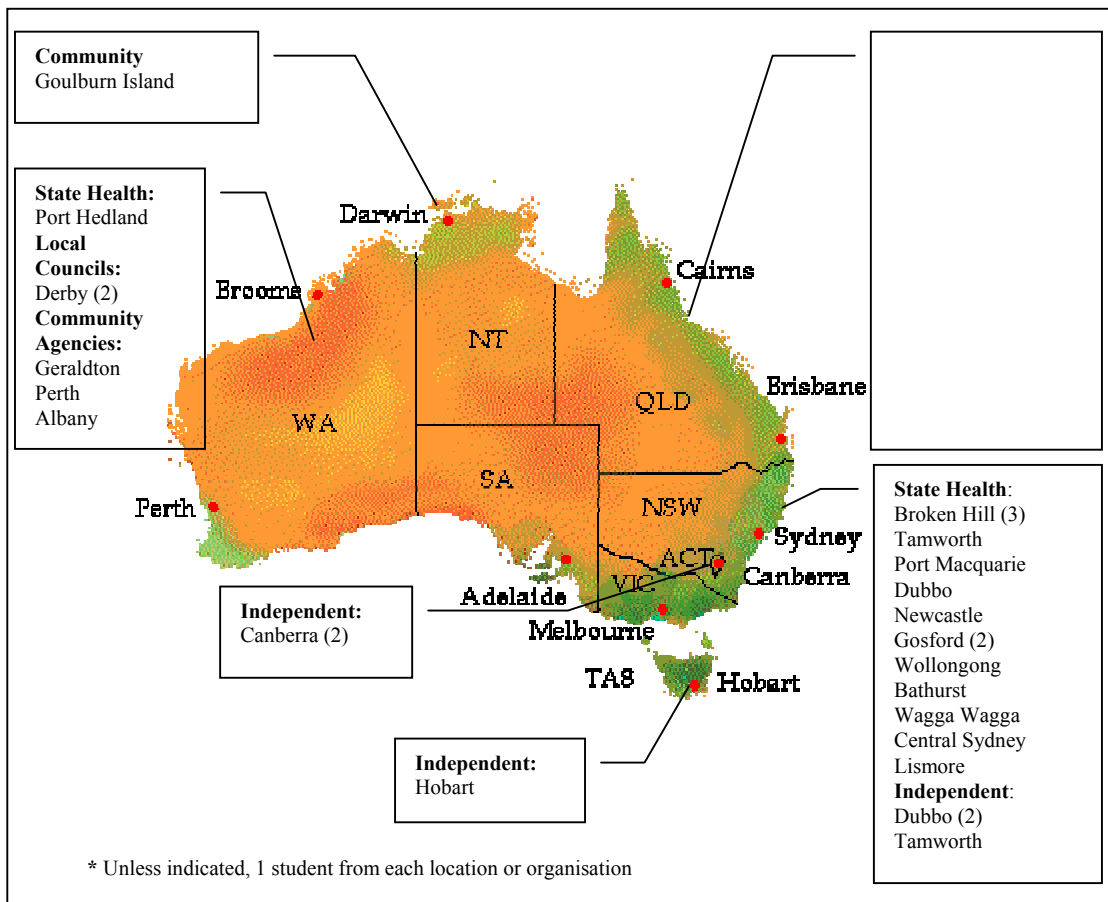 Community
Goulburn Island
State Health:
Port Hedland
Local
Councils:
Derby (2)
Community
Agencies:
Geraldton
Perth
Albany
Darwin
Broome
Cairns
NT
Brisbane
QLD
WA
SA
Perth
NSW
Sydney
ACT
Canberra
VIC
Adelaide
Melbourne
TAS
Hobart
Independent:
Canberra (2)
Independent:
Hobart
State Health:
Broken Hill (3)
Tamworth
Port Macquarie
Dubbo
Newcastle
Gosford (2)
Wollongong
Bathurst
Wagga Wagga
Central Sydney
Lismore
Independent:
Dubbo (2)
Tamworth
* Unless indicated, 1 student from each location or organisation